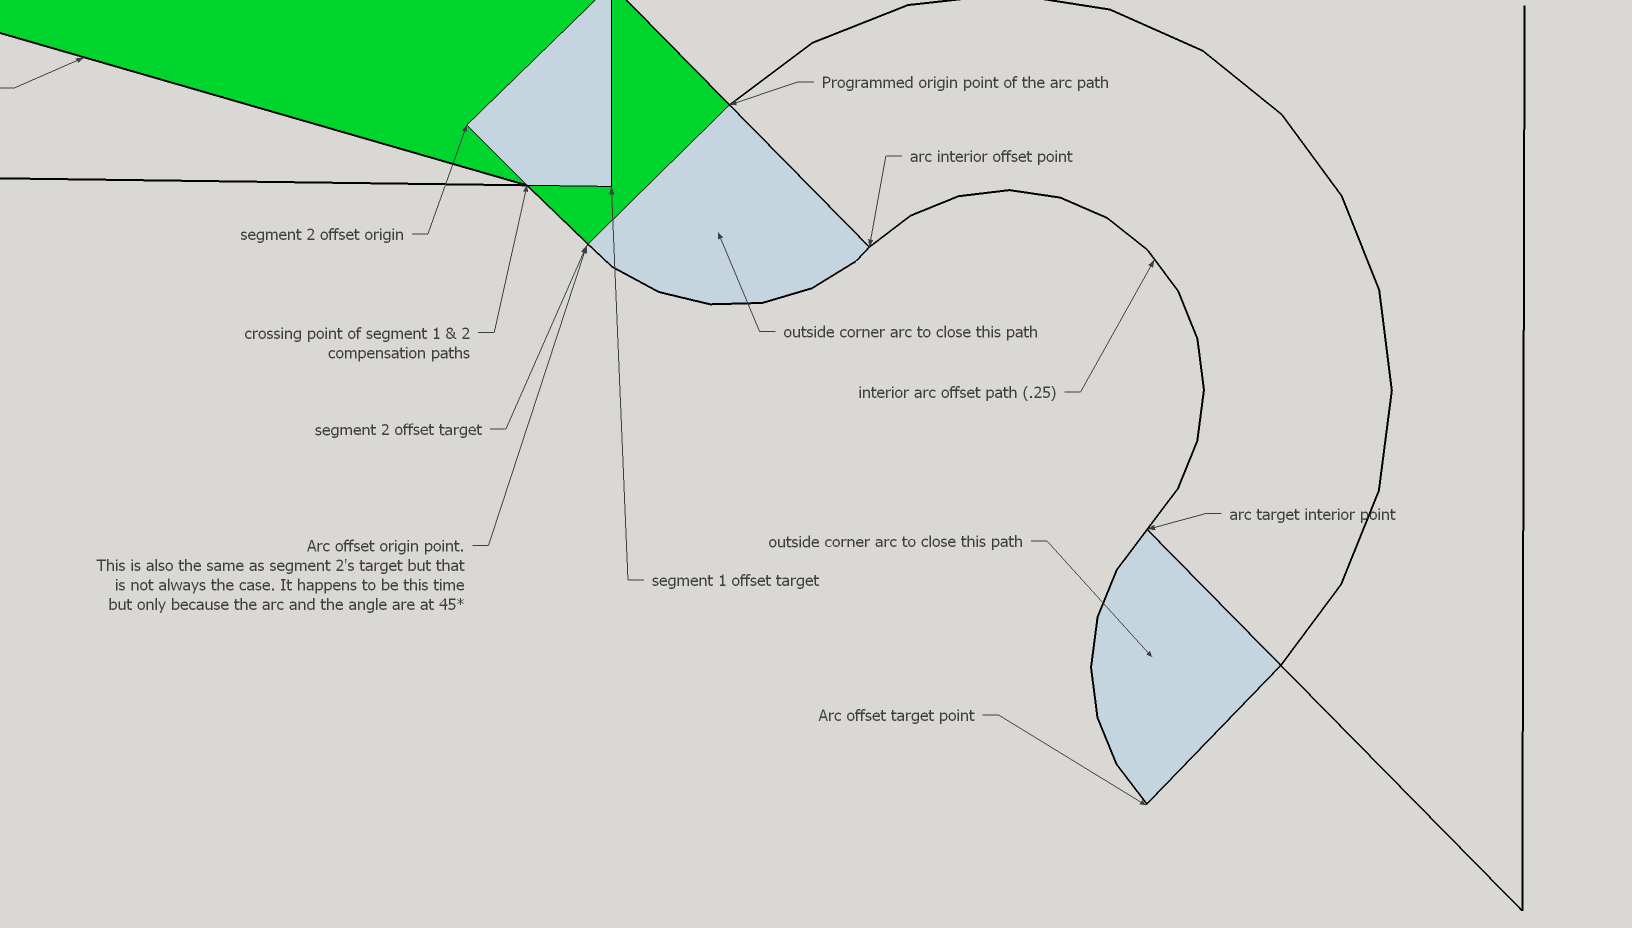 Programmed origin point of the arc path
arc interior offset point
segment 2 offset origin
crossing point of segment 1 & 2
compensation paths
outside corner arc to close this path
interior arc offset path (.25)
segment 2 offset target
arc target interior point
outside corner arc to close this path
Arc offset origin point.
This is also the same as segment 2's target but that
is not always the case. It happens to be this time
but only because the arc and the angle are at 45*
segment 1 offset target
Arc offset target point